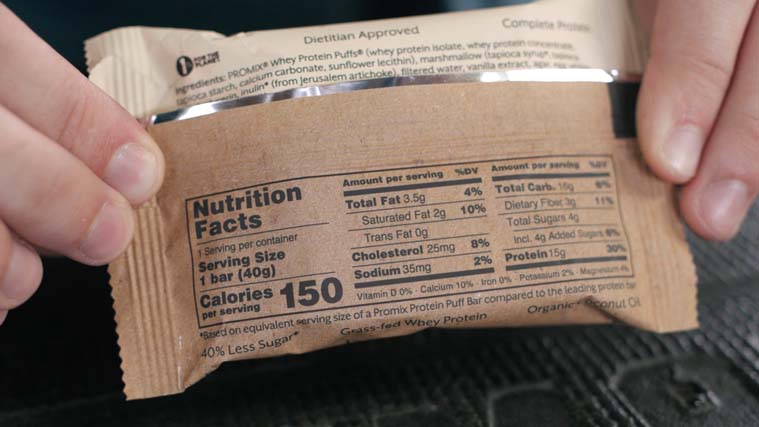 1% FOR THE PLANET
Dietitian Approved
Complete Protein
Ingredients: PROMIX® Whey Protein Puffs® (whey protein isolate, whey protein concentrate,
tapioca starch, calcium carbonate, sunflower lecithin), marshmallow (tapioca syrup*,
inulin* (from Jerusalem artichoke), filtered water, vanilla extract,
Nutrition
Facts
1 Serving per container
Serving Size
1 bar (40g)
Calories 150
per serving
Amount per serving %DV
Total Fat 3.5g 4%
Saturated Fat 2g 10%
Trans Fat 0g
Cholesterol 25mg 8%
Sodium 35mg 2%
Amount per serving %DV
Total Carb. 16g 6%
Dietary Fiber 3g 11%
Total Sugars 4g
Incl. 4g Added Sugars 8%
Protein 15g 30%
Vitamin D 0% · Calcium 10% · Iron 0% · Potassium 2% · Magnesium 4%
*Based on equivalent serving size of a Promix Protein Puff Bar compared to the leading protein bar
40% Less Sugar*
Grass-fed Whey Protein
Organic Coconut Oil